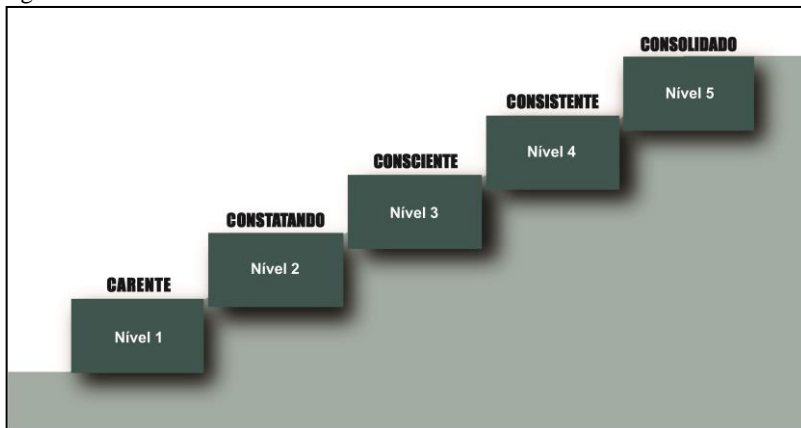 CONSOLIDADO
Nível 5
CONSISTENTE
Nível 4
CONSCIENTE
Nível 3
CONSTATANDO
Nível 2
CARENTE
Nível 1